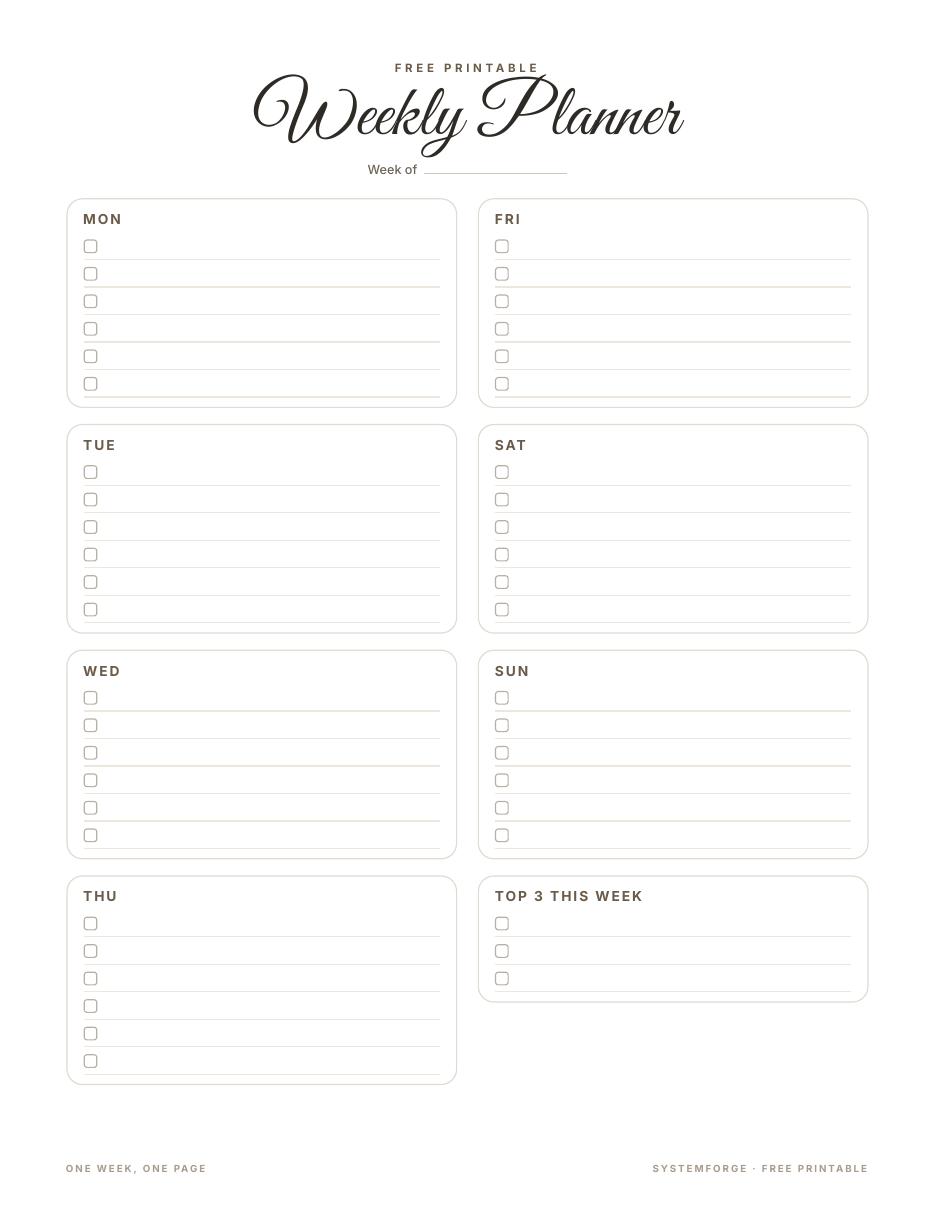 FREE PRINTABLE
Weekly Planner
Week of
MON
TUE
WED
THU
FRI
SAT
SUN
TOP 3 THIS WEEK
ONE WEEK, ONE PAGE
SYSTEMFORGE · FREE PRINTABLE